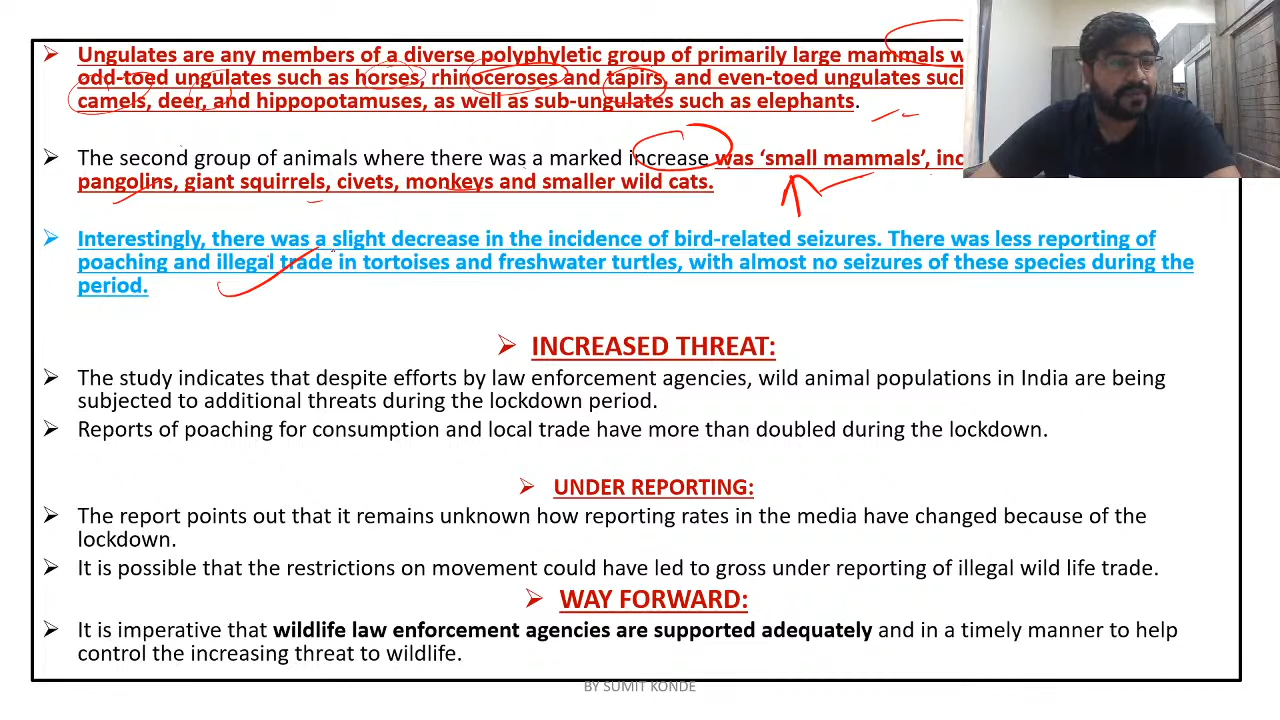 Ungulates are any members of a diverse polyphyletic group of primarily large mammals
odd-toed ungulates such as horses, rhinoceroses and tapirs, and even-toed ungulates
camels, deer, and hippopotamuses, as well as sub-ungulates such as elephants.
The second group of animals where there was a marked increase was ‘small mammals’,
pangolins, giant squirrels, civets, monkeys and smaller wild cats.
Interestingly, there was a slight decrease in the incidence of bird-related seizures. There was less reporting of
poaching and illegal trade in tortoises and freshwater turtles, with almost no seizures of these species during the
period.
INCREASED THREAT:
The study indicates that despite efforts by law enforcement agencies, wild animal populations in India are being
subjected to additional threats during the lockdown period.
Reports of poaching for consumption and local trade have more than doubled during the lockdown.
UNDER REPORTING:
The report points out that it remains unknown how reporting rates in the media have changed because of the
lockdown.
It is possible that the restrictions on movement could have led to gross under reporting of illegal wild life trade.
WAY FORWARD:
It is imperative that wildlife law enforcement agencies are supported adequately and in a timely manner to help
control the increasing threat to wildlife.
BY SUMIT KONDE